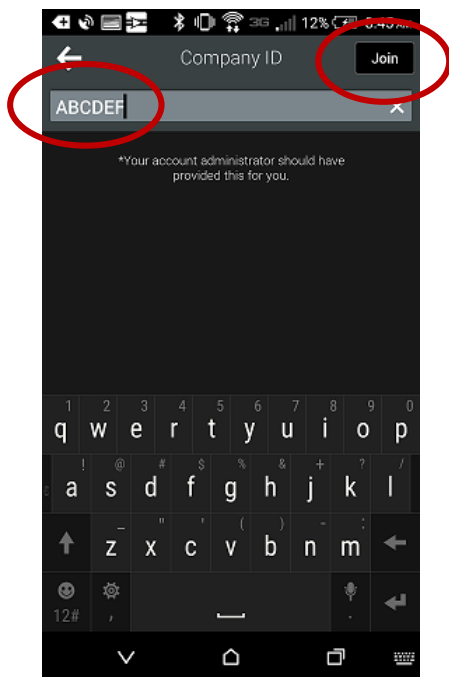 3G 12%
Company ID
Join
ABCDEF
*Your account administrator should have
provided this for you.
1 2 3 4 5 6 7 8 9 0
q w e r t y u i o p
! @ # $ % & + ? /
a s d f g h j k l
_ " ' ( ) - :
z x c v b n m
12# , .